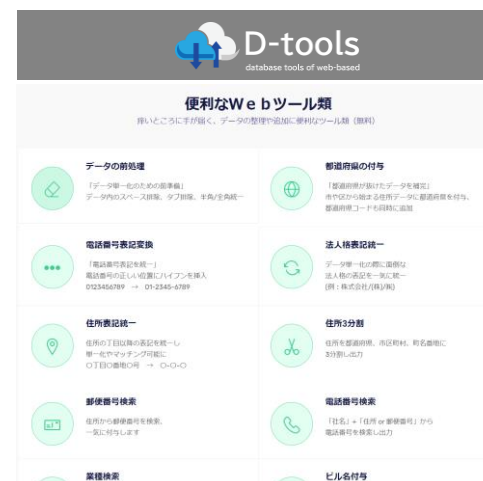 D-tools
database tools of web-based
便利なＷｅｂツール類
痒いところに手が届く、データの整理や追加に便利なツール類（無料）
データの前処理
「データ単一化のための前準備」
データ内のスペース排除、タブ排除、半角/全角統一
都道府県の付与
「都道府県が抜けたデータを補完」
市や区から始まる住所データに都道府県を付与、
都道府県コードも同時に追加
電話番号表記変換
「電話番号表記を統一」
電話番号の正しい位置にハイフンを挿入
0123456789 → 01-2345-6789
法人格表記統一
データ単一化の際に面倒な
法人格の表記を一気に統一
(例：株式会社/(株)/㈱)
住所表記統一
住所の丁目以降の表記を統一し
単一化やマッチング可能に
○丁目○番地○号 → ○-○-○
住所3分割
住所を都道府県、市区町村、町名番地に
3分割し出力
郵便番号検索
住所から郵便番号を検索、
一気に付与します
電話番号検索
「社名」+「住所 or 郵便番号」から
電話番号を検索し出力
業種検索
ビル名付与